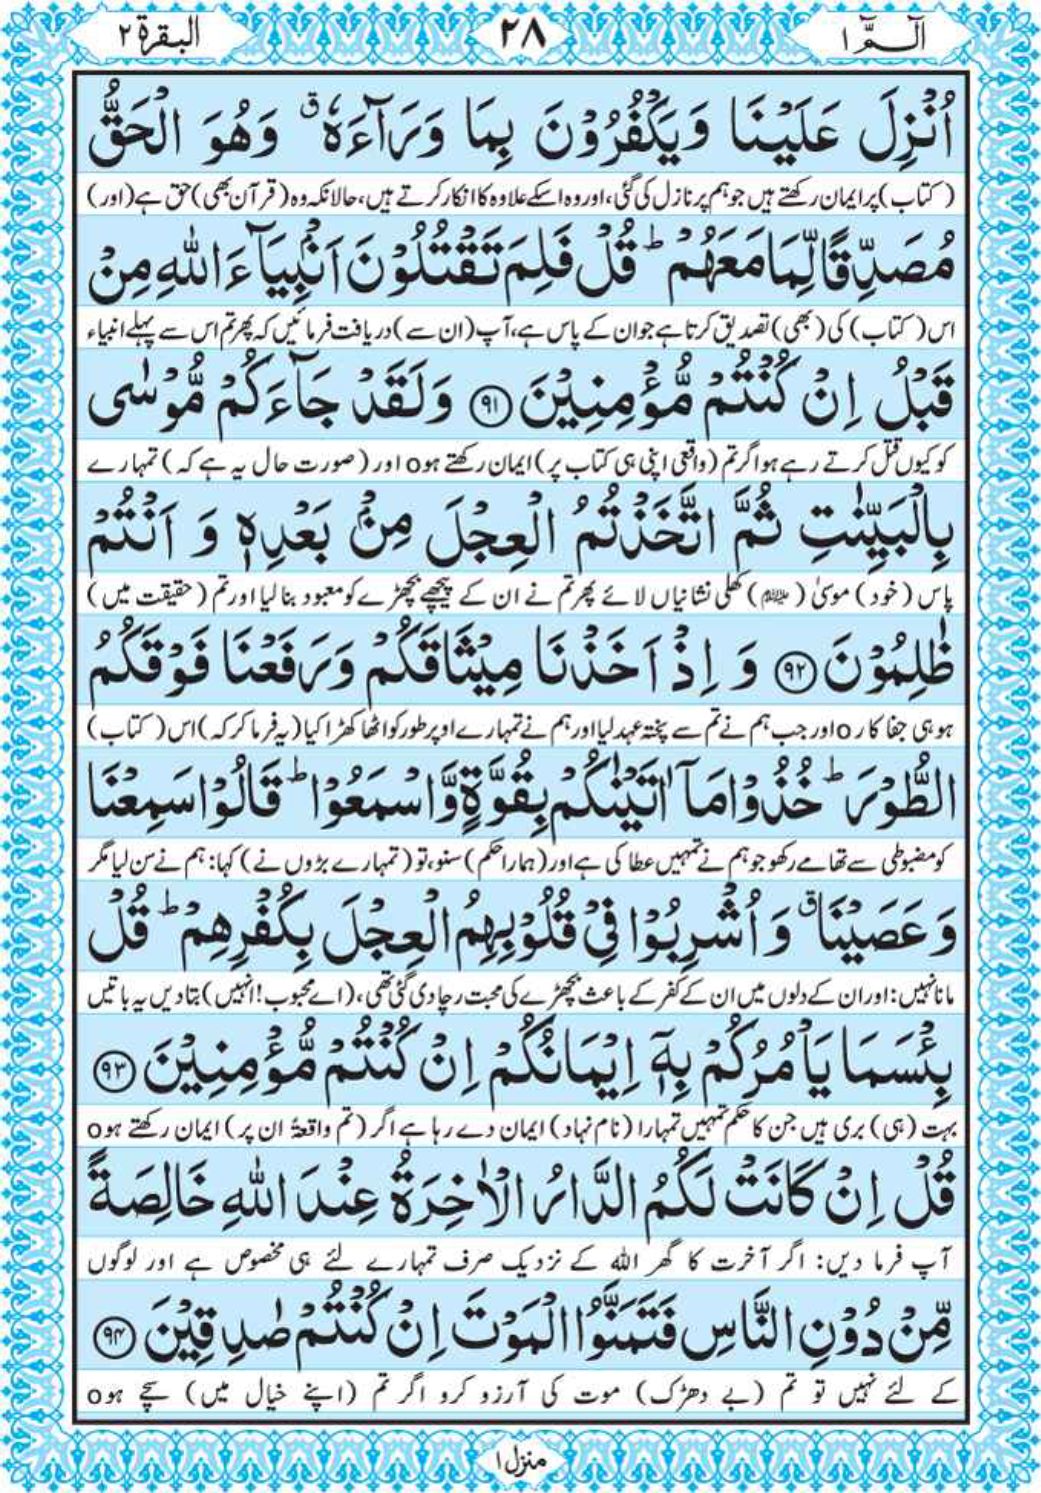 الٓمّٓ ١
٢٨
البقرة ٢
اُنْزِلَ عَلَیْنَا وَیَكْفُرُوْنَ بِمَا وَرَآءَهٗ ۗ وَهُوَ الْحَقُّ
(کتاب) پر ایمان رکھتے ہیں جو ہم پر نازل کی گئی، اور وہ اسکے علاوہ کا انکار کرتے ہیں، حالانکہ وہ (قرآن بھی) حق ہے (اور)
مُصَدِّقًا لِّمَا مَعَهُمْ ؕ قُلْ فَلِمَ تَقْتُلُوْنَ اَنْۢبِیَآءَ اللّٰهِ مِنْ
اس (کتاب) کی (بھی) تصدیق کرتا ہے جو ان کے پاس ہے، آپ (ان سے) دریافت فرمائیں کہ پھر تم اس سے پہلے انبیاء
قَبْلُ اِنْ كُنْتُمْ مُّؤْمِنِیْنَ ﴿۹۱﴾ وَلَقَدْ جَآءَكُمْ مُّوْسٰی
کو کیوں قتل کرتے رہے ہو اگر تم (واقعی اپنی ہی کتاب پر) ایمان رکھتے ہوo اور (صورت حال یہ ہے کہ) تمہارے
بِالْبَیِّنٰتِ ثُمَّ اتَّخَذْتُمُ الْعِجْلَ مِنْۢ بَعْدِهٖ وَ اَنْتُمْ
پاس (خود) موسیٰ (علیہ السلام) کھلی نشانیاں لائے پھر تم نے ان کے پیچھے بچھڑے کو معبود بنا لیا اور تم (حقیقت میں)
ظٰلِمُوْنَ ﴿۹۲﴾ وَ اِذْ اَخَذْنَا مِیْثَاقَكُمْ وَرَفَعْنَا فَوْقَكُمُ
ہو ہی جفا کارo اور جب ہم نے تم سے پختہ عہد لیا اور ہم نے تمہارے اوپر طور کو اٹھا کھڑا کیا (یہ فرما کر کہ) اس (کتاب)
الطُّوْرَ ؕ خُذُوْا مَاۤ اٰتَیْنٰكُمْ بِقُوَّةٍ وَّاسْمَعُوْا ؕ قَالُوْا سَمِعْنَا
کو مضبوطی سے تھامے رکھو جو ہم نے تمہیں عطا کی ہے اور (ہمارا حکم) سنو، تو (تمہارے بڑوں نے) کہا: ہم نے سن لیا مگر
وَ عَصَیْنَا ۗ وَ اُشْرِبُوْا فِیْ قُلُوْبِهِمُ الْعِجْلَ بِكُفْرِهِمْ ؕ قُلْ
مانا نہیں: اور ان کے دلوں میں ان کے کفر کے باعث بچھڑے کی محبت رچا دی گئی تھی، (اے محبوب! انہیں) بتا دیں یہ باتیں
بِئْسَمَا یَاْمُرُكُمْ بِهٖۤ اِیْمَانُكُمْ اِنْ كُنْتُمْ مُّؤْمِنِیْنَ ﴿۹۳﴾
بہت (ہی) بری ہیں جن کا حکم تمہیں تمہارا (نام نہاد) ایمان دے رہا ہے اگر (تم واقعۃً ان پر) ایمان رکھتے ہوo
قُلْ اِنْ كَانَتْ لَكُمُ الدَّارُ الْاٰخِرَةُ عِنْدَ اللّٰهِ خَالِصَةً
آپ فرما دیں: اگر آخرت کا گھر اللہ کے نزدیک صرف تمہارے لئے ہی مخصوص ہے اور لوگوں
مِّنْ دُوْنِ النَّاسِ فَتَمَنَّوُا الْمَوْتَ اِنْ كُنْتُمْ صٰدِقِیْنَ ﴿۹۴﴾
کے لئے نہیں تو تم (بے دھڑک) موت کی آرزو کرو اگر تم (اپنے خیال میں) سچے ہوo
منزل ١